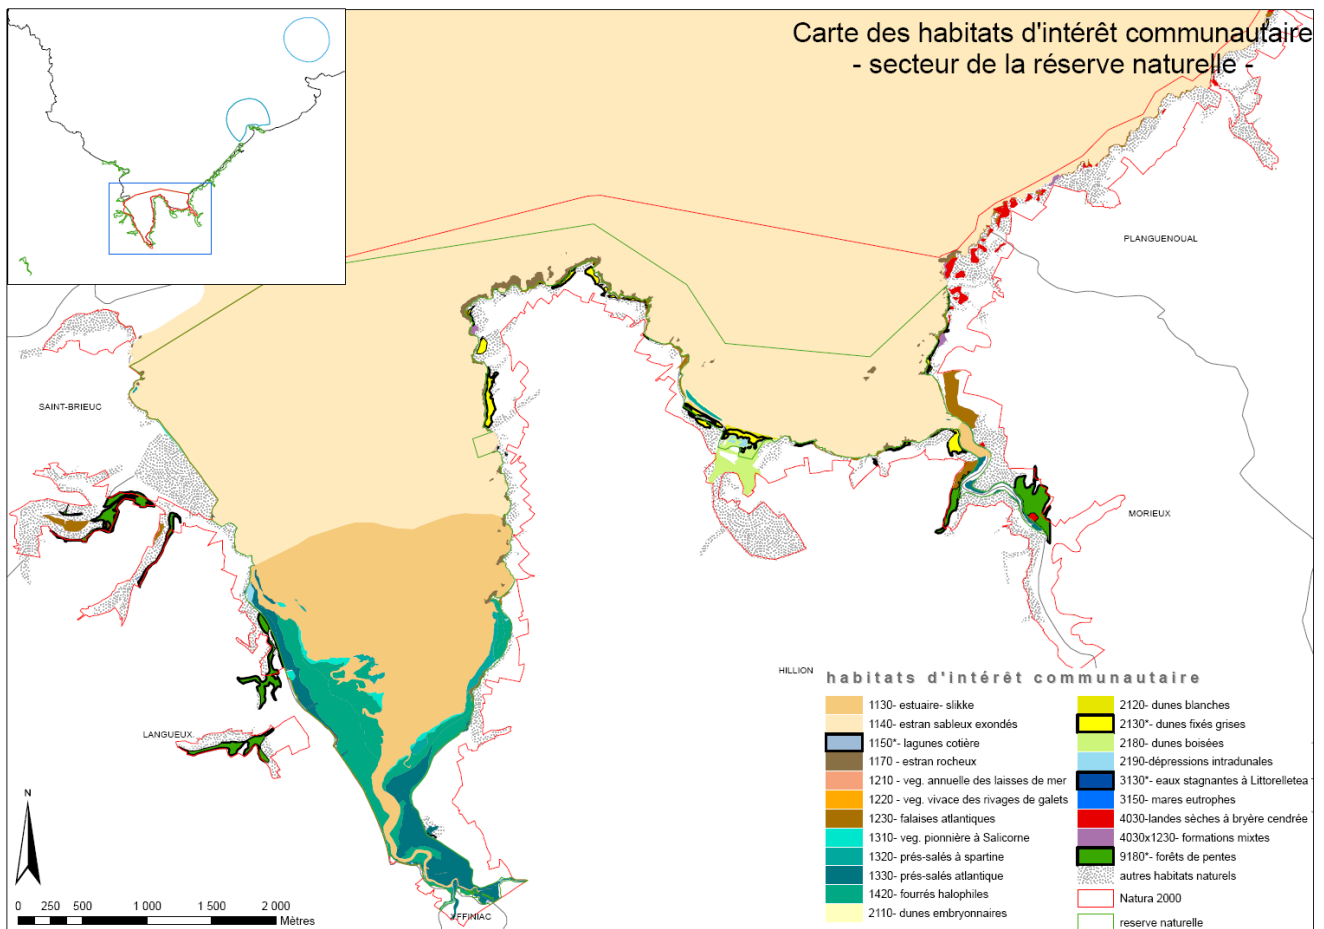 Carte des habitats d'intérêt communautaire
- secteur de la réserve naturelle -
PLANGUENOUAL
SAINT-BRIEUC
MORIEUX
HILLION
LANGUEUX
YFFINIAC
habitats d'intérêt communautaire
1130- estuaire- slikke
1140- estran sableux exondés
1150*- lagunes cotière
1170 - estran rocheux
1210 - veg. annuelle des laisses de mer
1220 - veg. vivace des rivages de galets
1230- falaises atlantiques
1310- veg. pionnière à Salicorne
1320- prés-salés à spartine
1330- prés-salés atlantique
1420- fourrés halophiles
2110- dunes embryonnaires
2120- dunes blanches
2130*- dunes fixés grises
2180- dunes boisées
2190-dépressions intradunales
3130*- eaux stagnantes à Littorelletea
3150- mares eutrophes
4030-landes sèches à bryère cendrée
4030x1230- formations mixtes
9180*- forêts de pentes
autres habitats naturels
Natura 2000
reserve naturelle
N
0 250 500 1 000 1 500 2 000
Mètres